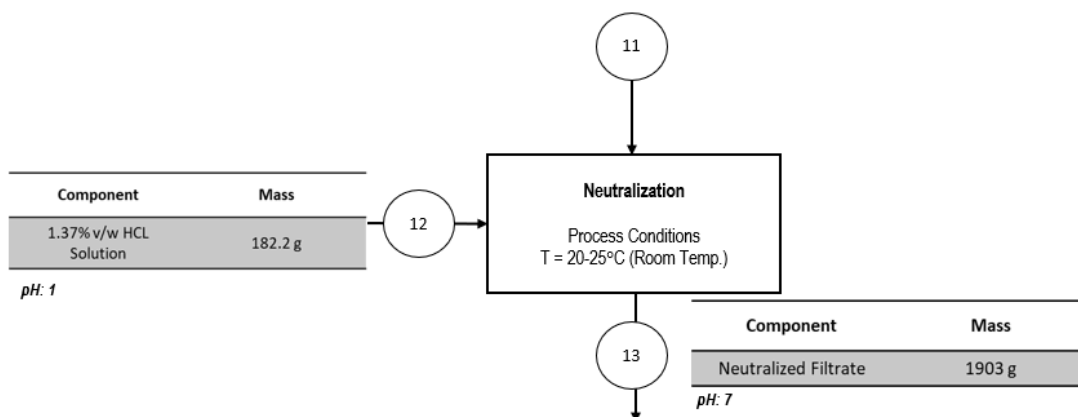 11
Component Mass
1.37% v/w HCL
Solution
182.2 g
pH: 1
12
Neutralization
Process Conditions
T = 20-25°C (Room Temp.)
13
Component Mass
Neutralized Filtrate 1903 g
pH: 7